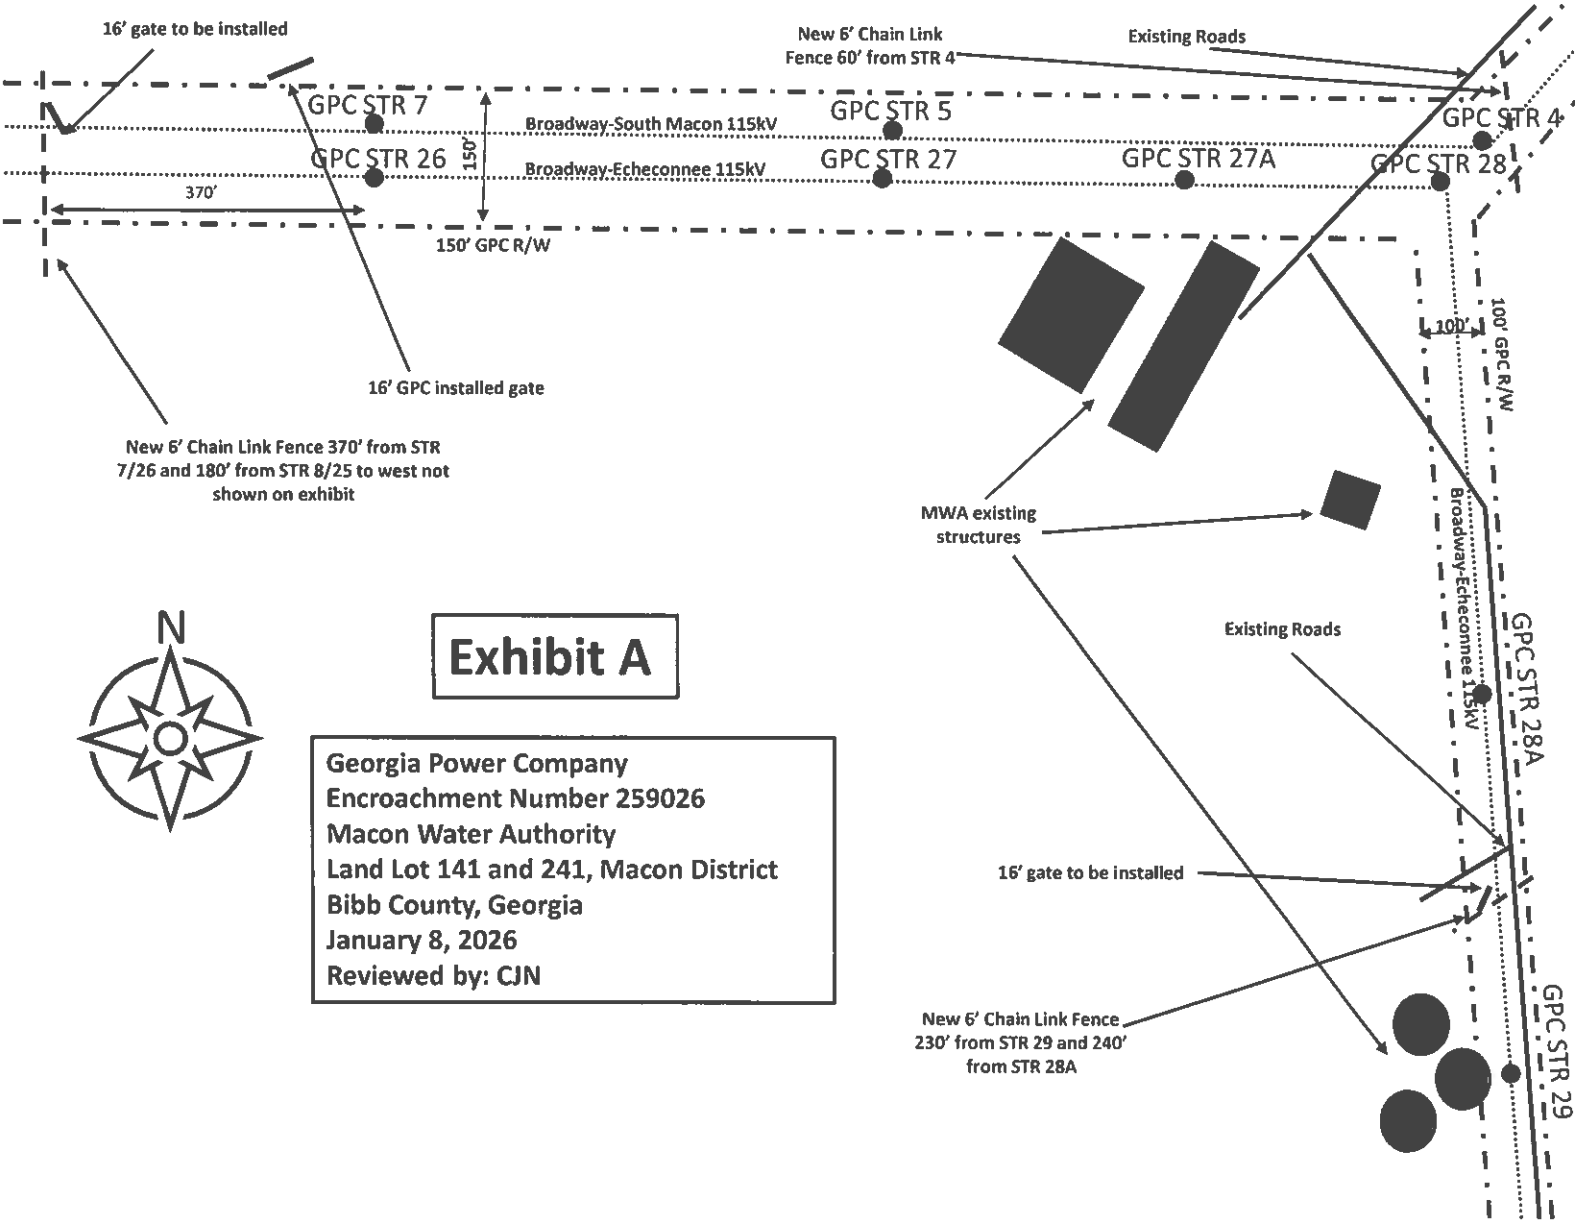 16' gate to be installed
New 6' Chain Link
Fence 60' from STR 4
Existing Roads
GPC STR 7
GPC STR 5
GPC STR 4
Broadway-South Macon 115kV
GPC STR 26
150'
GPC STR 27
GPC STR 27A
GPC STR 28
Broadway-Echeconnee 115kV
370'
150' GPC R/W
100'
100' GPC R/W
16' GPC installed gate
New 6' Chain Link Fence 370' from STR
7/26 and 180' from STR 8/25 to west not
shown on exhibit
MWA existing
structures
Broadway-Echeconnee 115kV
N
Exhibit A
Existing Roads
GPC STR 28A
Georgia Power Company
Encroachment Number 259026
Macon Water Authority
Land Lot 141 and 241, Macon District
Bibb County, Georgia
January 8, 2026
Reviewed by: CJN
16' gate to be installed
New 6' Chain Link Fence
230' from STR 29 and 240'
from STR 28A
GPC STR 29